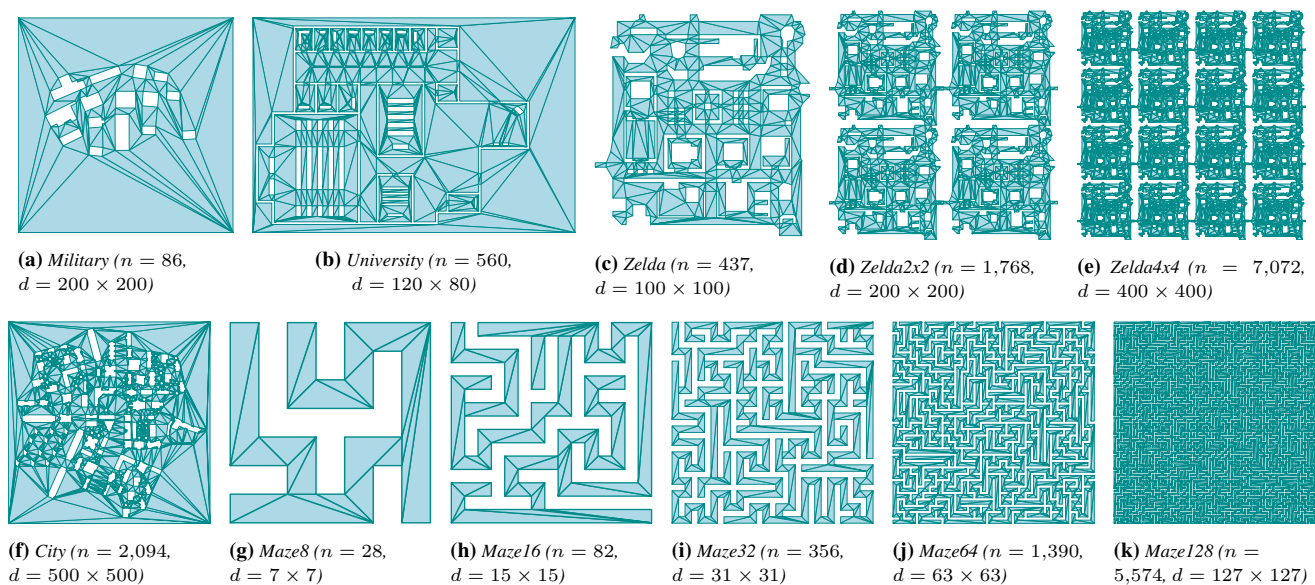 (a) Military (n = 86,
d = 200 × 200)
(b) University (n = 560,
d = 120 × 80)
(c) Zelda (n = 437,
d = 100 × 100)
(d) Zelda2x2 (n = 1,768,
d = 200 × 200)
(e) Zelda4x4 (n = 7,072,
d = 400 × 400)
(f) City (n = 2,094,
d = 500 × 500)
(g) Maze8 (n = 28,
d = 7 × 7)
(h) Maze16 (n = 82,
d = 15 × 15)
(i) Maze32 (n = 356,
d = 31 × 31)
(j) Maze64 (n = 1,390,
d = 63 × 63)
(k) Maze128 (n =
5,574, d = 127 × 127)